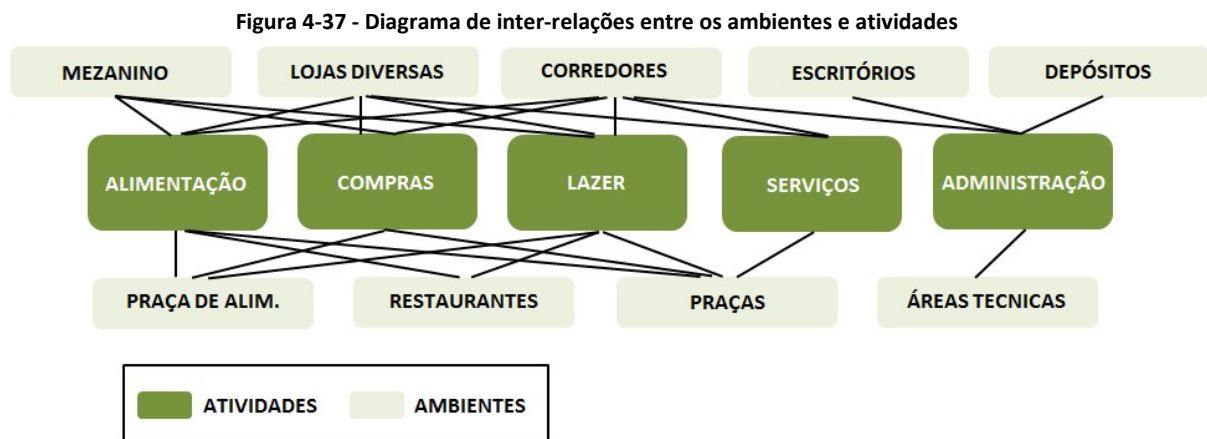 Figura 4-37 - Diagrama de inter-relações entre os ambientes e atividades
MEZANINO
LOJAS DIVERSAS
CORREDORES
ESCRITÓRIOS
DEPÓSITOS
ALIMENTAÇÃO
COMPRAS
LAZER
SERVIÇOS
ADMINISTRAÇÃO
PRAÇA DE ALIM.
RESTAURANTES
PRAÇAS
ÁREAS TECNICAS
ATIVIDADES
AMBIENTES